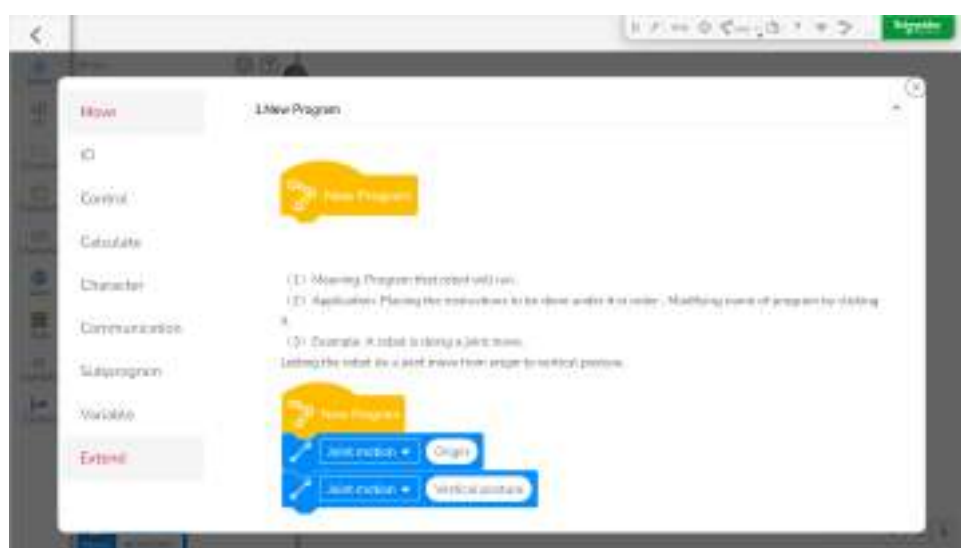 Schneider
Move
1.New Program
IO
Control
Calculate
Character
Communication
Subprogram
Variable
Extend
New Program
(1) Meaning: Program that robot will run.
(2) Application: Placing the instructions to be done under it in order . Modifying name of program by clicking
it.
(3) Example: A robot is doing a joint move.
Letting the robot do a joint move from origin to vertical posture.
New Program
Joint motion Origin
Joint motion Vertical posture